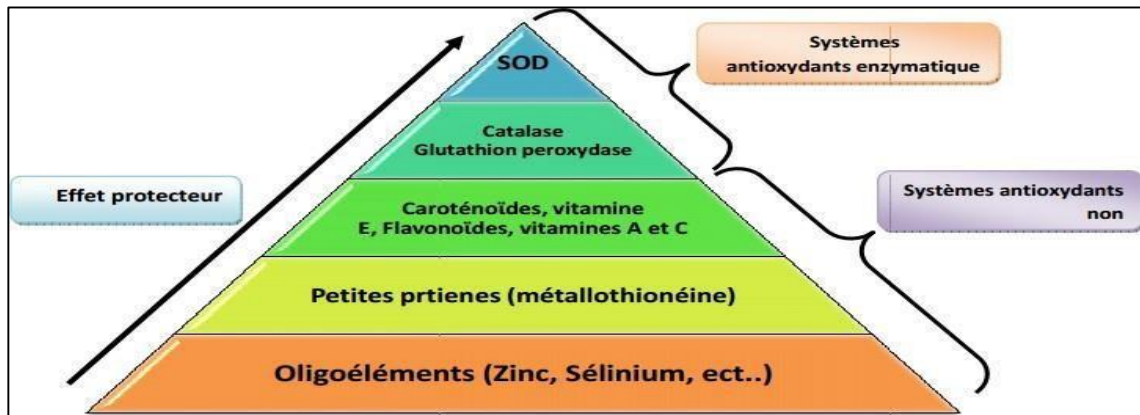 SOD
Systèmes
antioxydants enzymatique
Catalase
Glutathion peroxydase
Effet protecteur
Caroténoïdes, vitamine
E, Flavonoïdes, vitamines A et C
Systèmes antioxydants
non
Petites prtienes (métallothionéine)
Oligoéléments (Zinc, Sélinium, ect..)